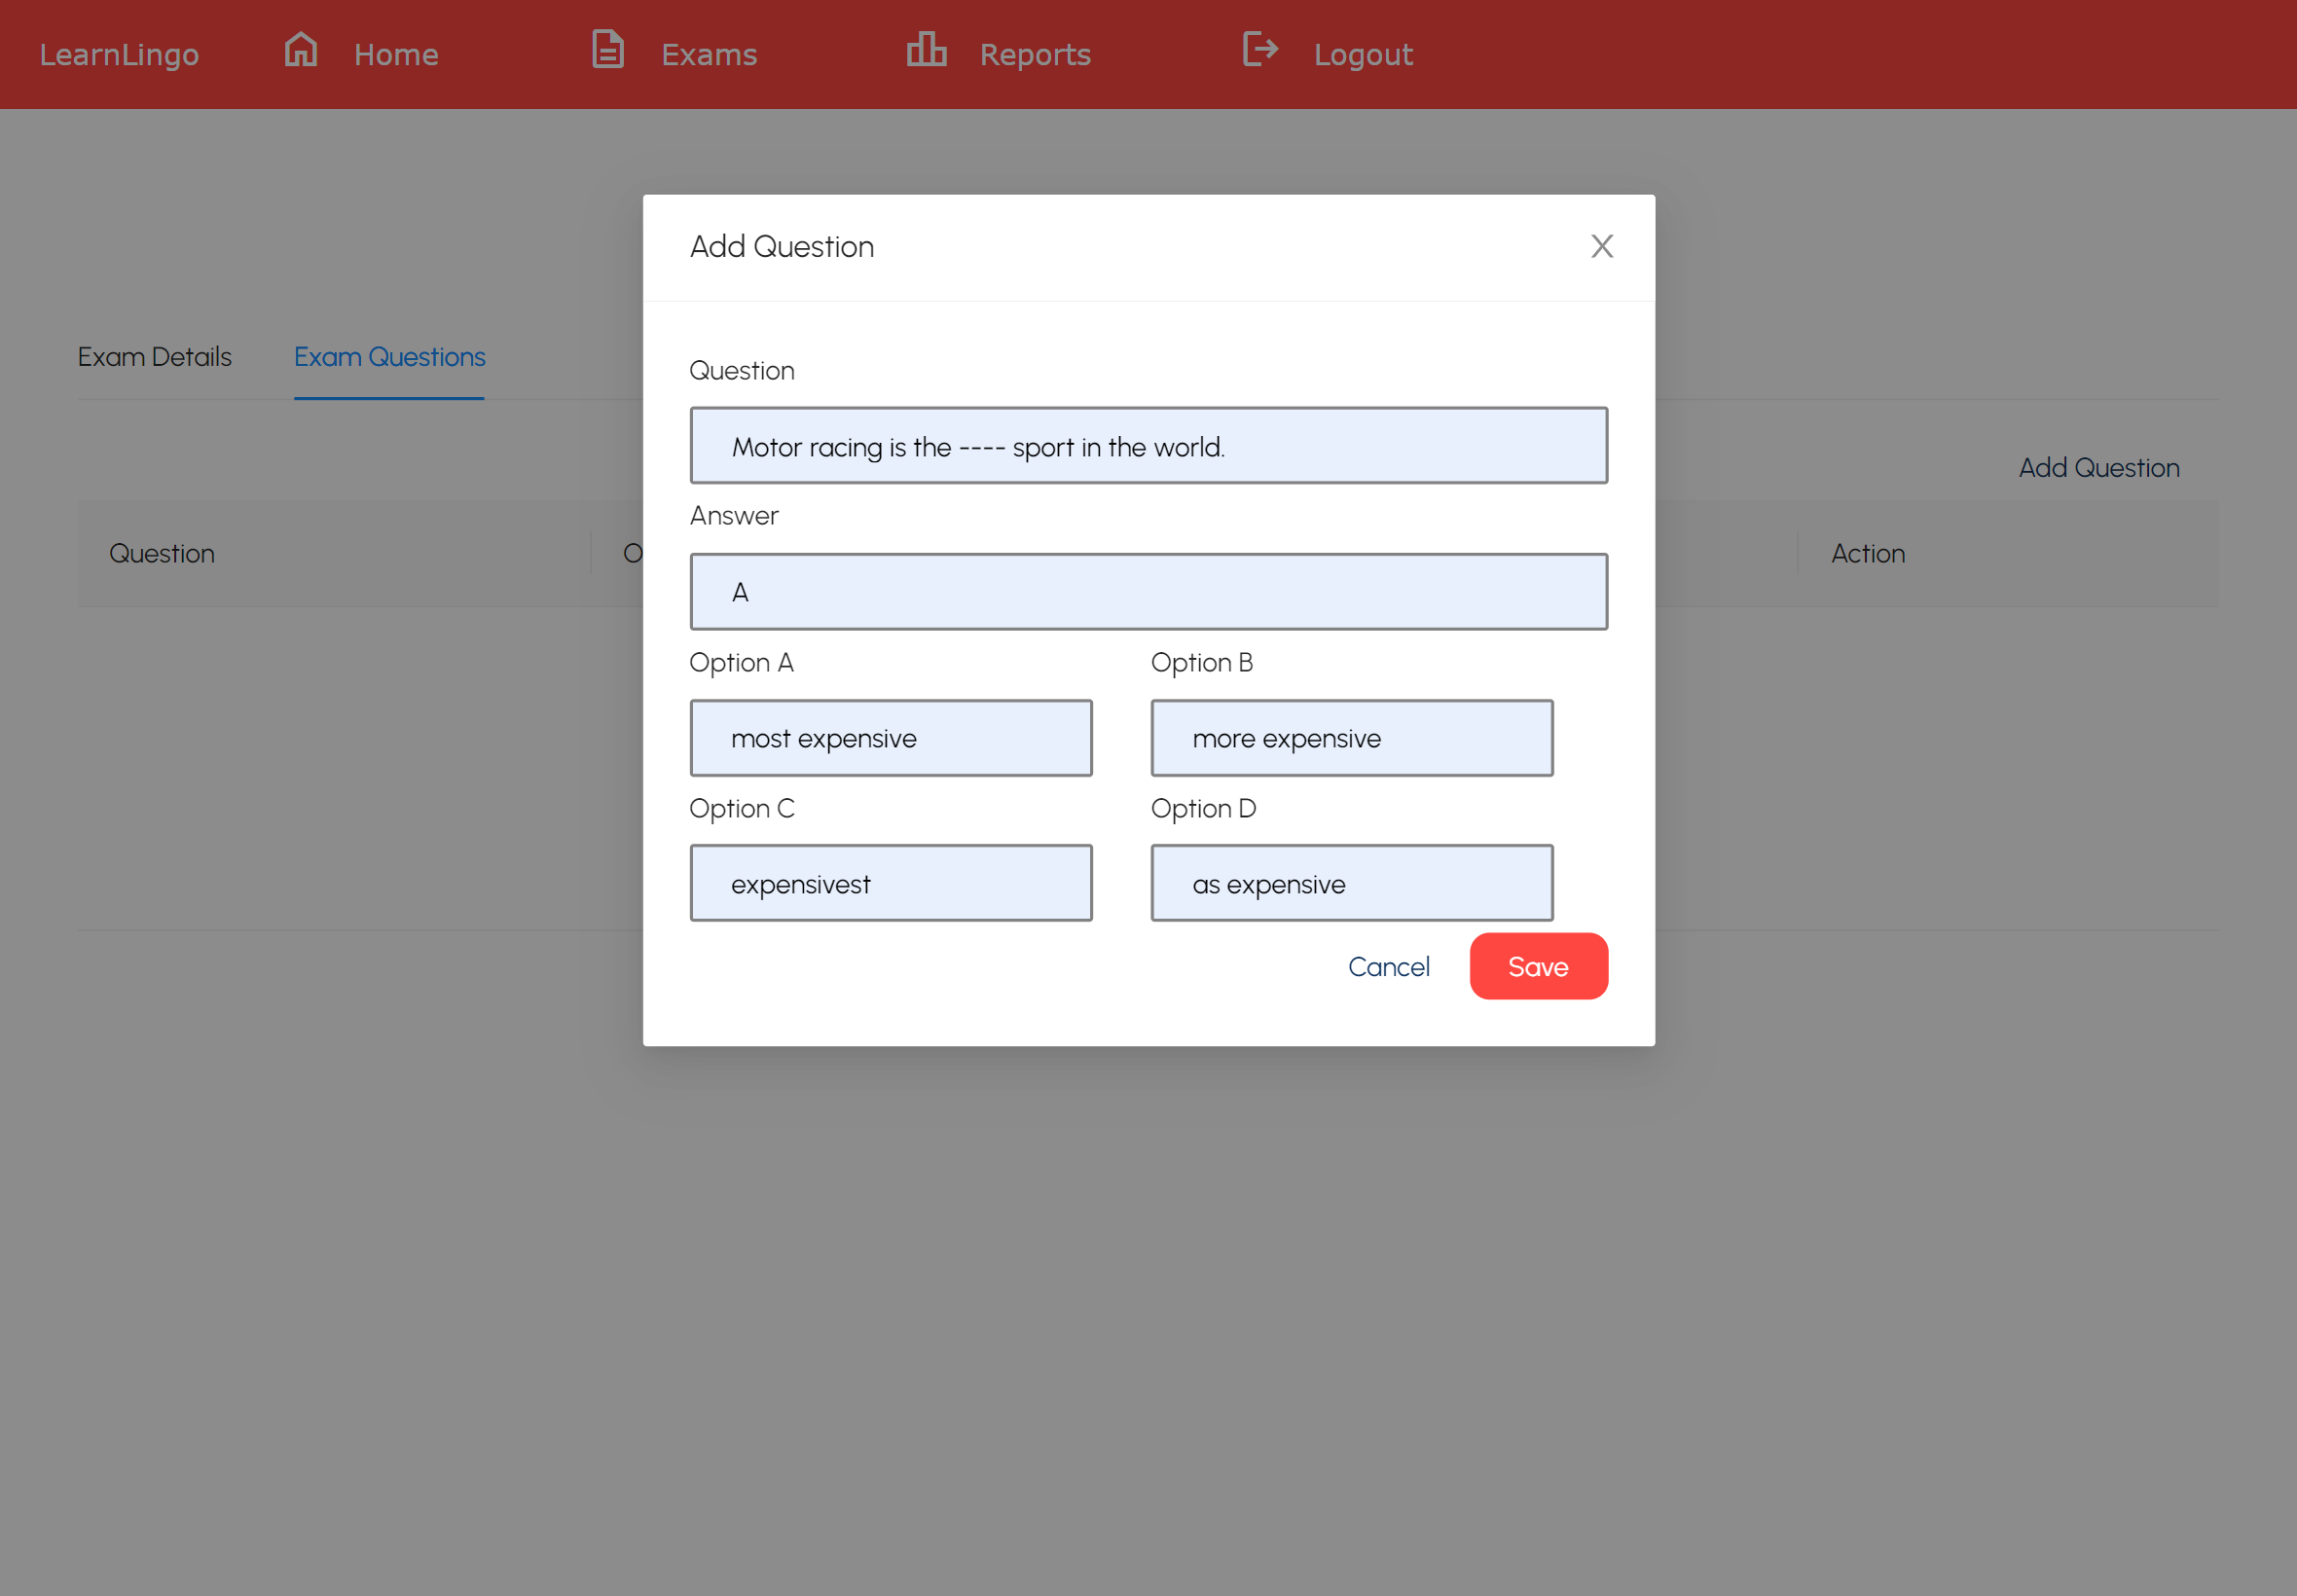 LearnLingo Home Exams Reports Logout
Add Question X
Exam Details Exam Questions
Question
Motor racing is the ---- sport in the world.
Add Question
Answer
Question O Action
A
Option A Option B
most expensive more expensive
Option C Option D
expensivest as expensive
Cancel Save